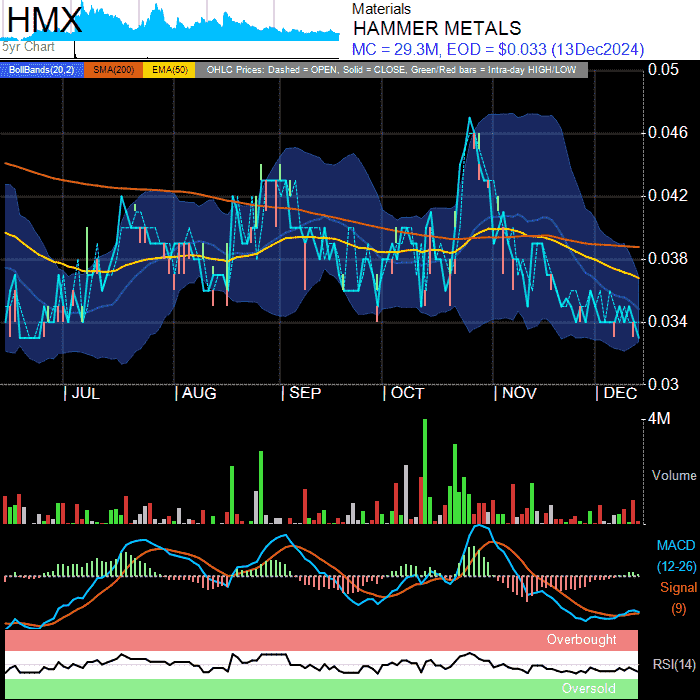 HMX
5yr Chart
Materials
HAMMER METALS
MC = 29.3M, EOD = $0.033 (13Dec2024)
BollBands(20,2) SMA(200) EMA(50) OHLC Prices: Dashed = OPEN, Solid = CLOSE, Green/Red bars = Intra-day HIGH/LOW
0.05
0.046
0.042
0.038
0.034
0.03
JUL AUG SEP OCT NOV DEC
4M
Volume
MACD
(12-26)
Signal
(9)
Overbought
RSI(14)
Oversold